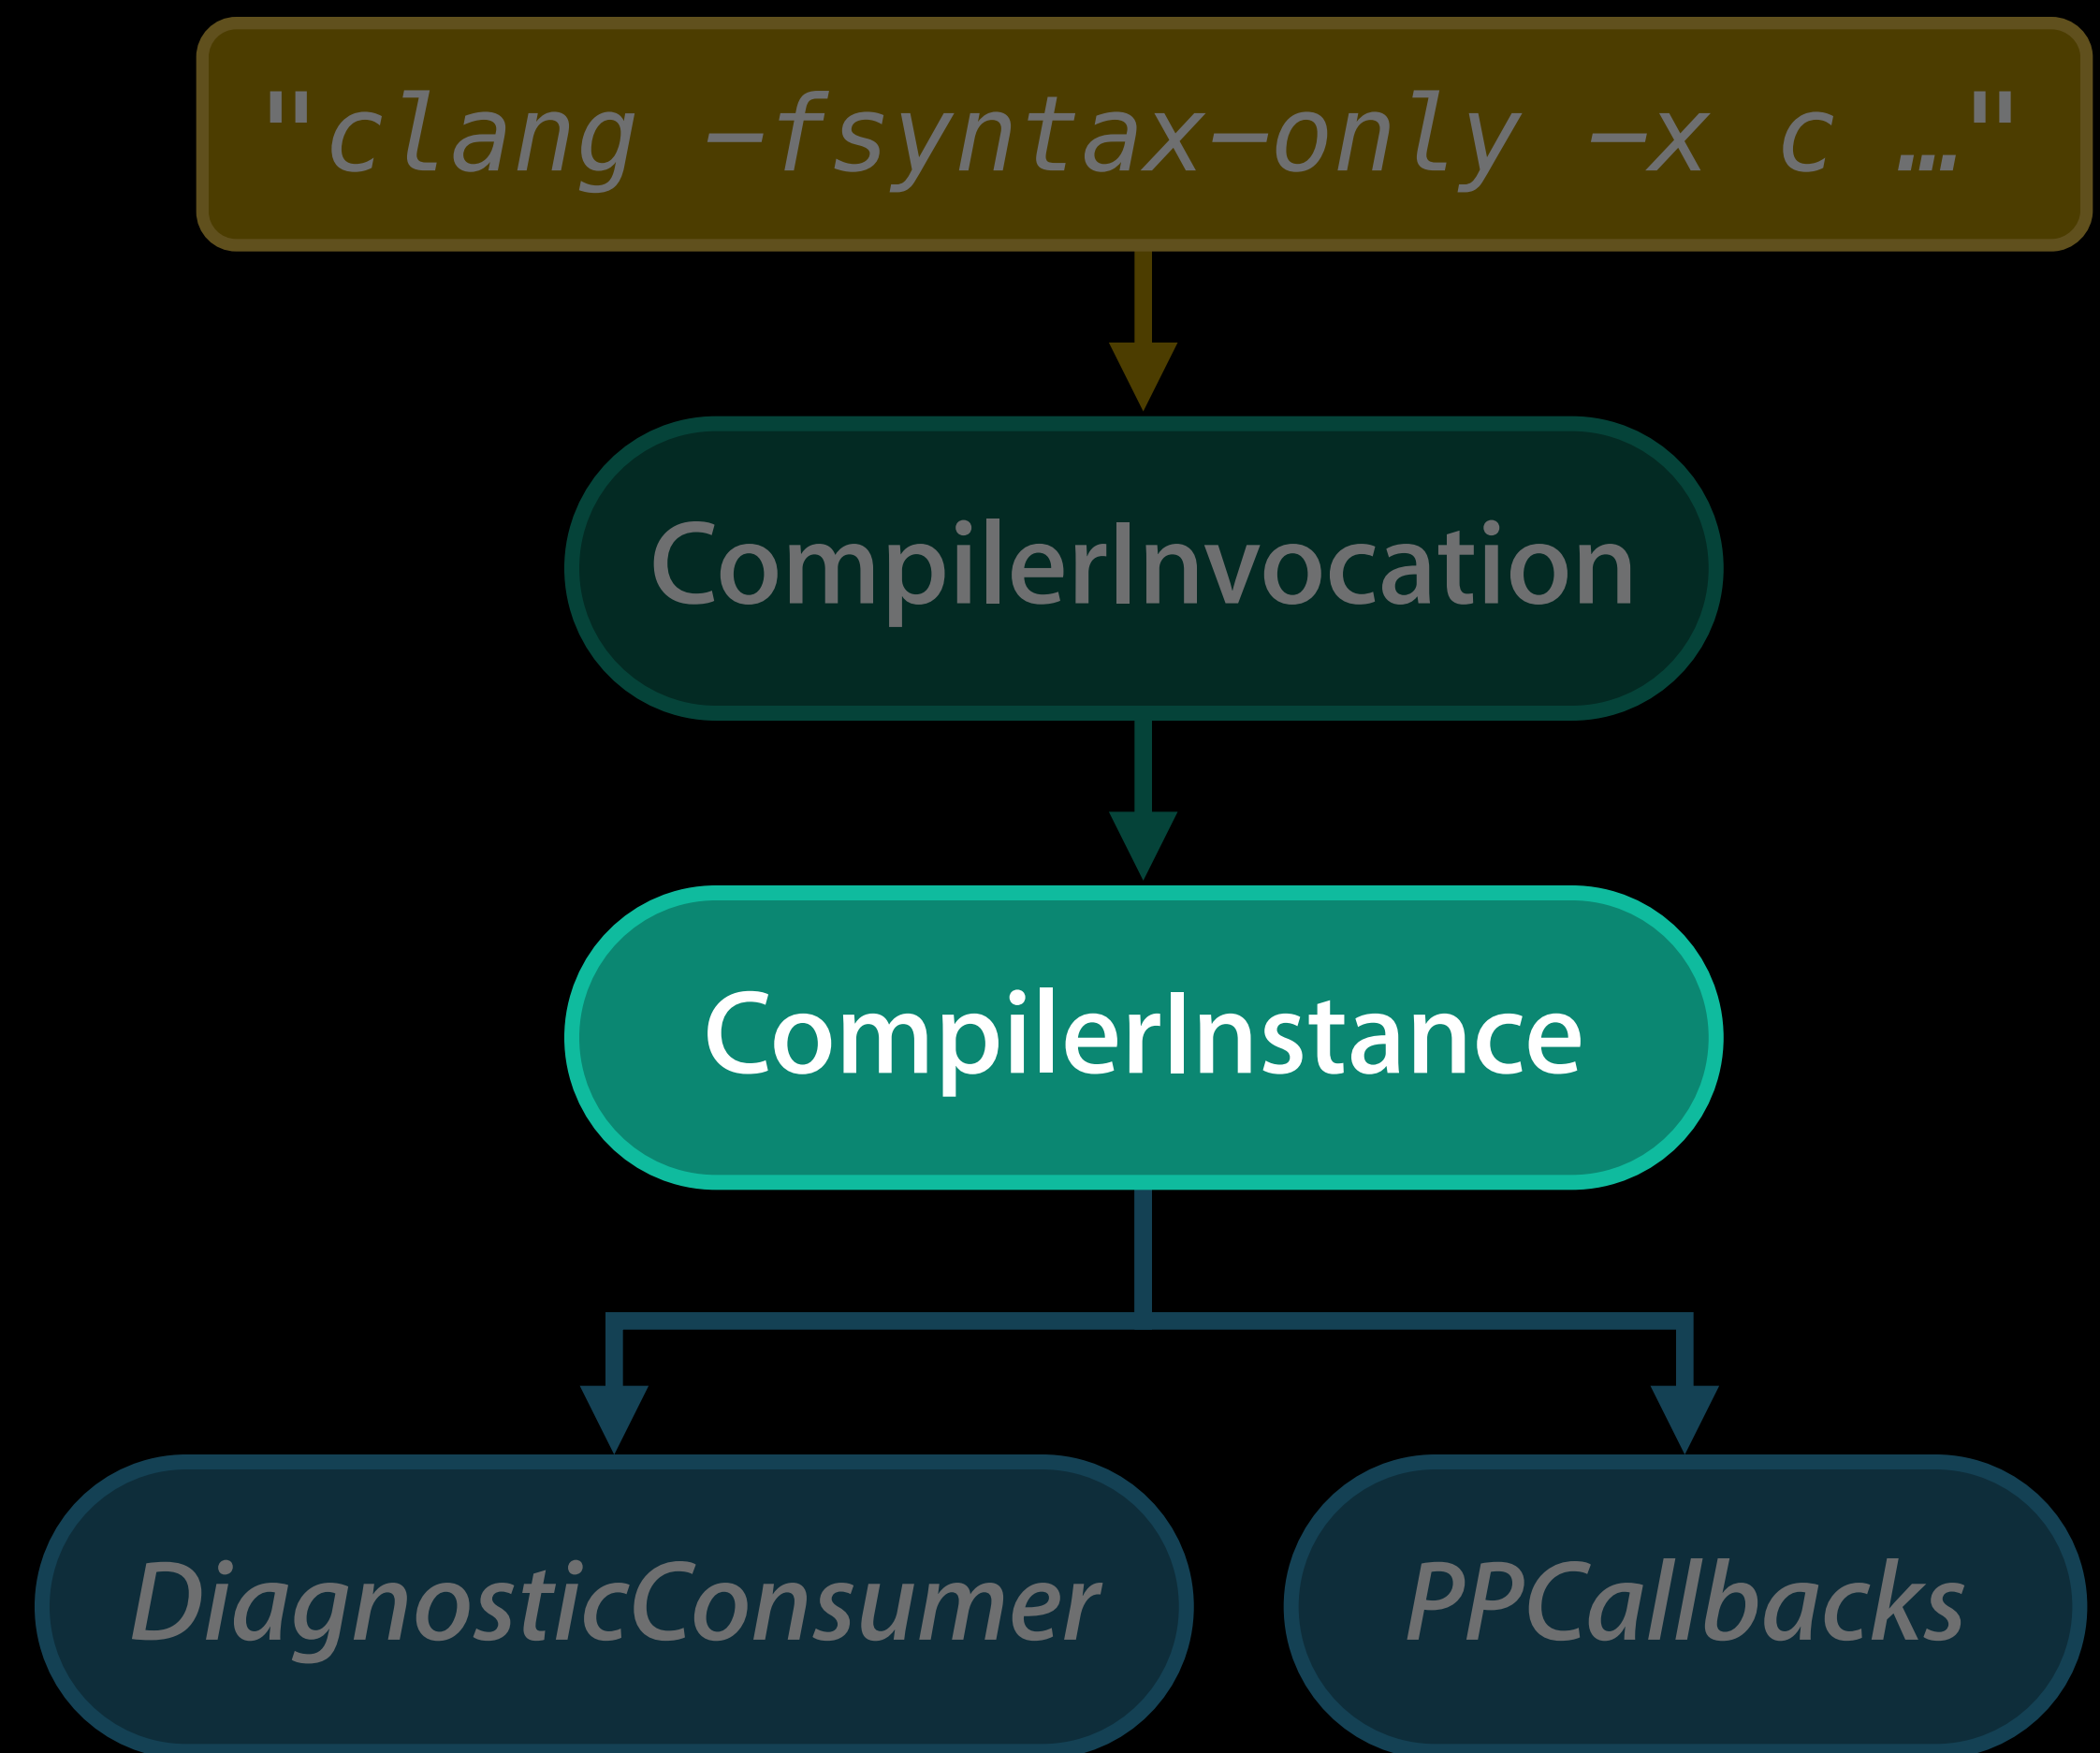 "clang -fsyntax-only -x c …"
CompilerInvocation
CompilerInstance
DiagnosticConsumer
PPCallbacks